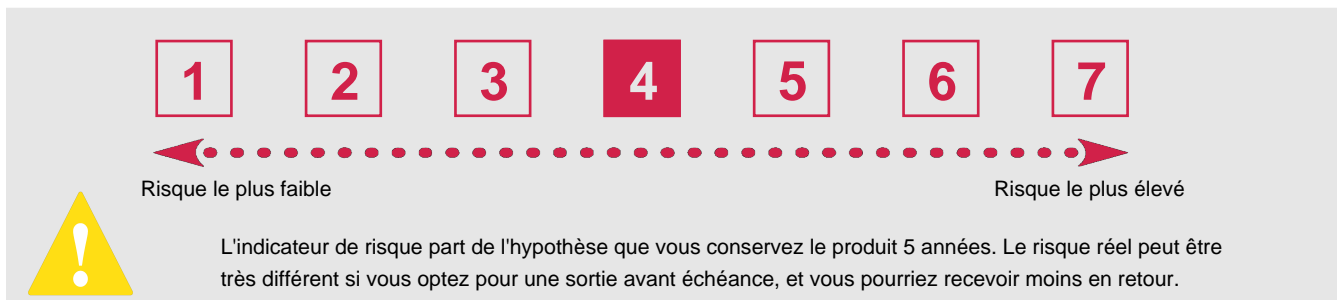 1 2 3 4 5 6 7
Risque le plus faible Risque le plus élevé
!
L'indicateur de risque part de l'hypothèse que vous conservez le produit 5 années. Le risque réel peut être
très différent si vous optez pour une sortie avant échéance, et vous pourriez recevoir moins en retour.